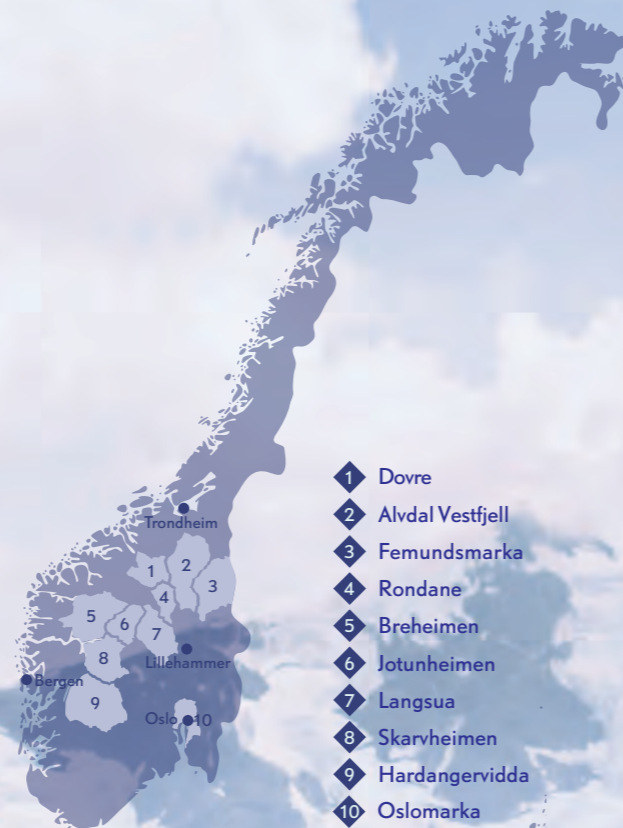 Trondheim
1
2
3
4
5
6
7
8
9
Lillehammer
Bergen
Oslo 10
1 Dovre
2 Alvdal Vestfjell
3 Femundsmarka
4 Rondane
5 Breheimen
6 Jotunheimen
7 Langsua
8 Skarvheimen
9 Hardangervidda
10 Oslomarka